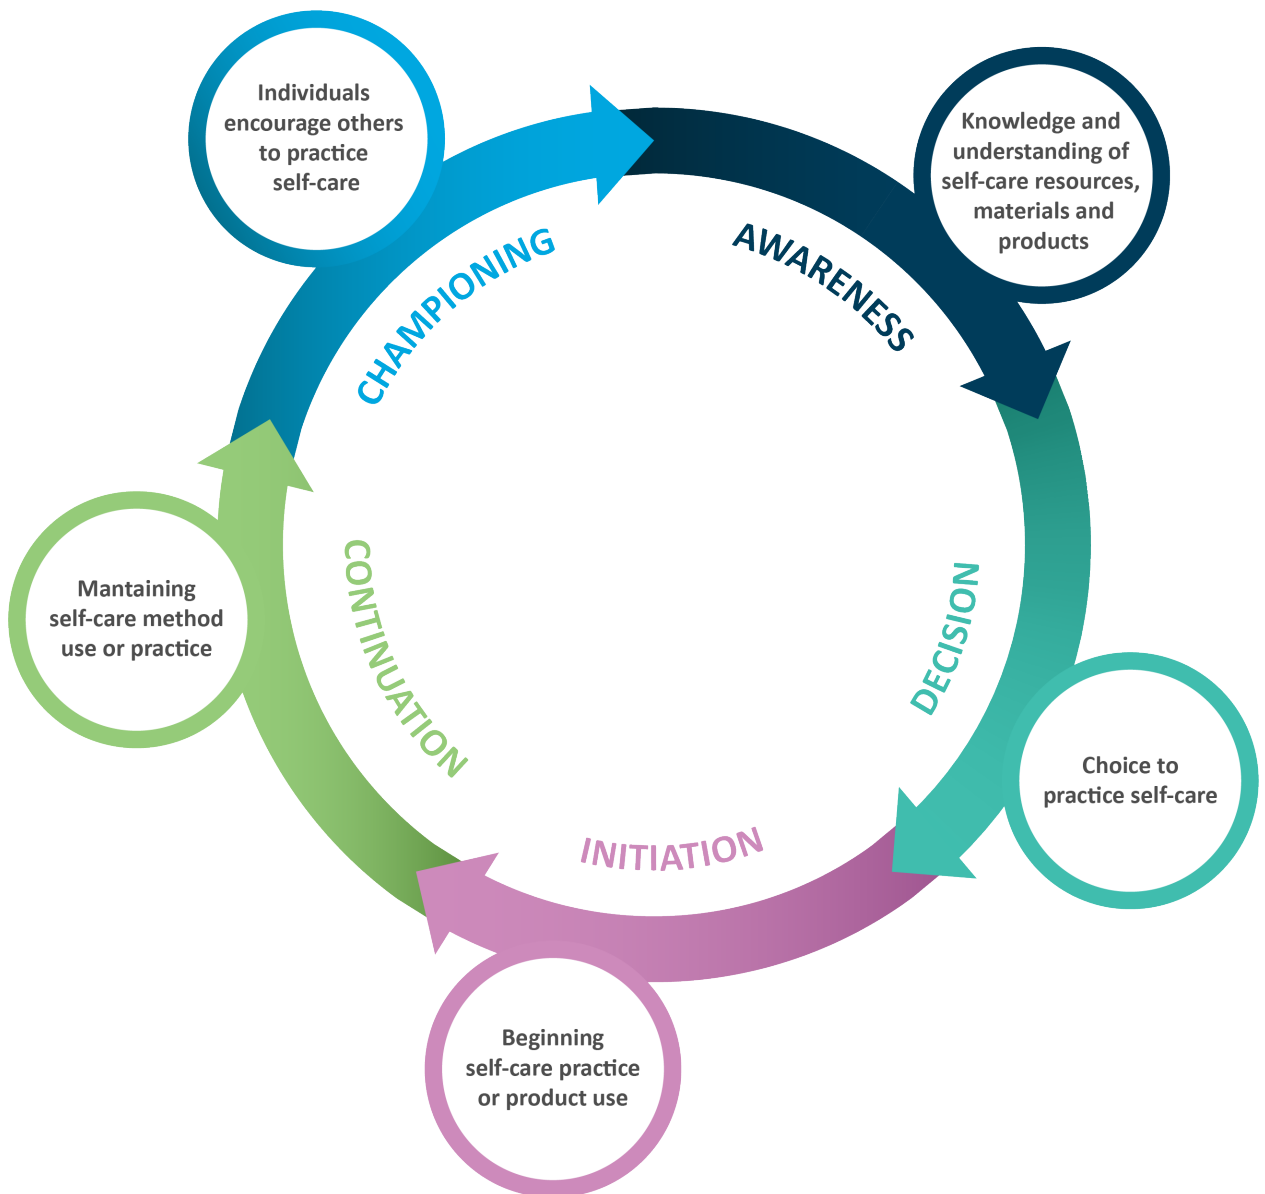 AWARENESS
Knowledge and
understanding of
self-care resources,
materials and
products
DECISION
Choice to
practice self-care
INITIATION
Beginning
self-care practice
or product use
CONTINUATION
Mantaining
self-care method
use or practice
CHAMPIONING
Individuals
encourage others
to practice
self-care